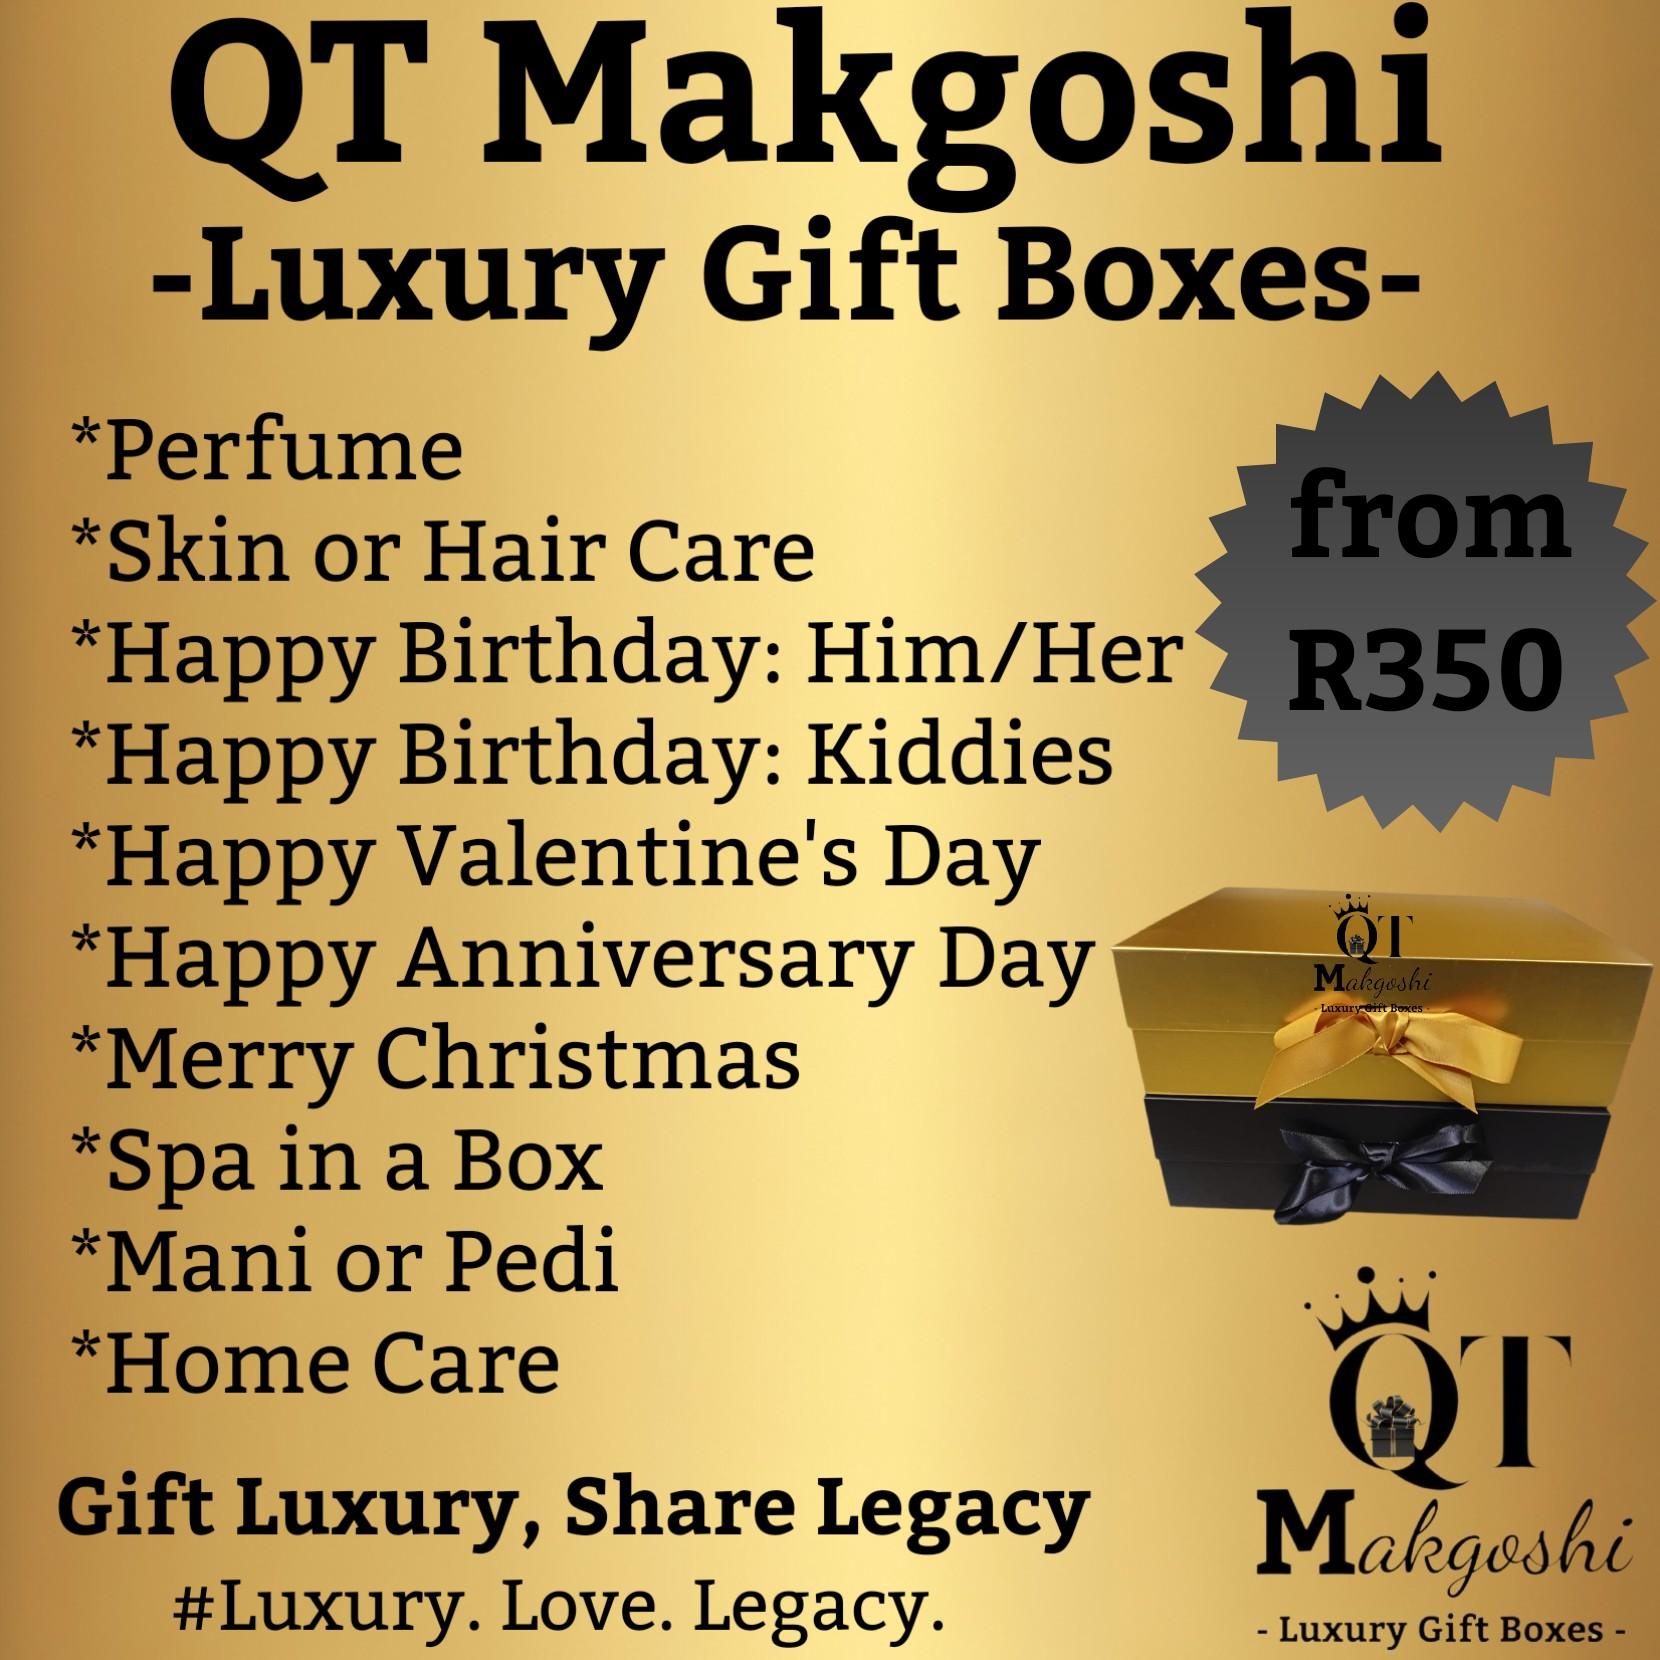 QT Makgoshi
-Luxury Gift Boxes-
*Perfume
*Skin or Hair Care
*Happy Birthday: Him/Her
*Happy Birthday: Kiddies
*Happy Valentine's Day
*Happy Anniversary Day
*Merry Christmas
*Spa in a Box
*Mani or Pedi
*Home Care
from
R350
QT
Makgoshi
- Luxury Gift Boxes -
Gift Luxury, Share Legacy
#Luxury. Love. Legacy.
QT
Makgoshi
- Luxury Gift Boxes -